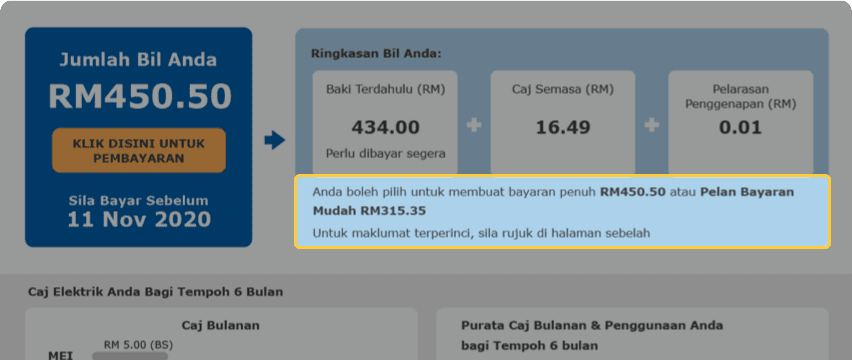 Jumlah Bil Anda
RM450.50
KLIK DISINI UNTUK
PEMBAYARAN
Sila Bayar Sebelum
11 Nov 2020
Ringkasan Bil Anda:
Baki Terdahulu (RM)
434.00
Perlu dibayar segera
+
Caj Semasa (RM)
16.49
+
Pelarasan
Penggenapan (RM)
0.01
Anda boleh pilih untuk membuat bayaran penuh RM450.50 atau Pelan Bayaran
Mudah RM315.35
Untuk maklumat terperinci, sila rujuk di halaman sebelah
Caj Elektrik Anda Bagi Tempoh 6 Bulan
Caj Bulanan
RM 5.00 (BS)
MEI
Purata Caj Bulanan & Penggunaan Anda
bagi Tempoh 6 bulan